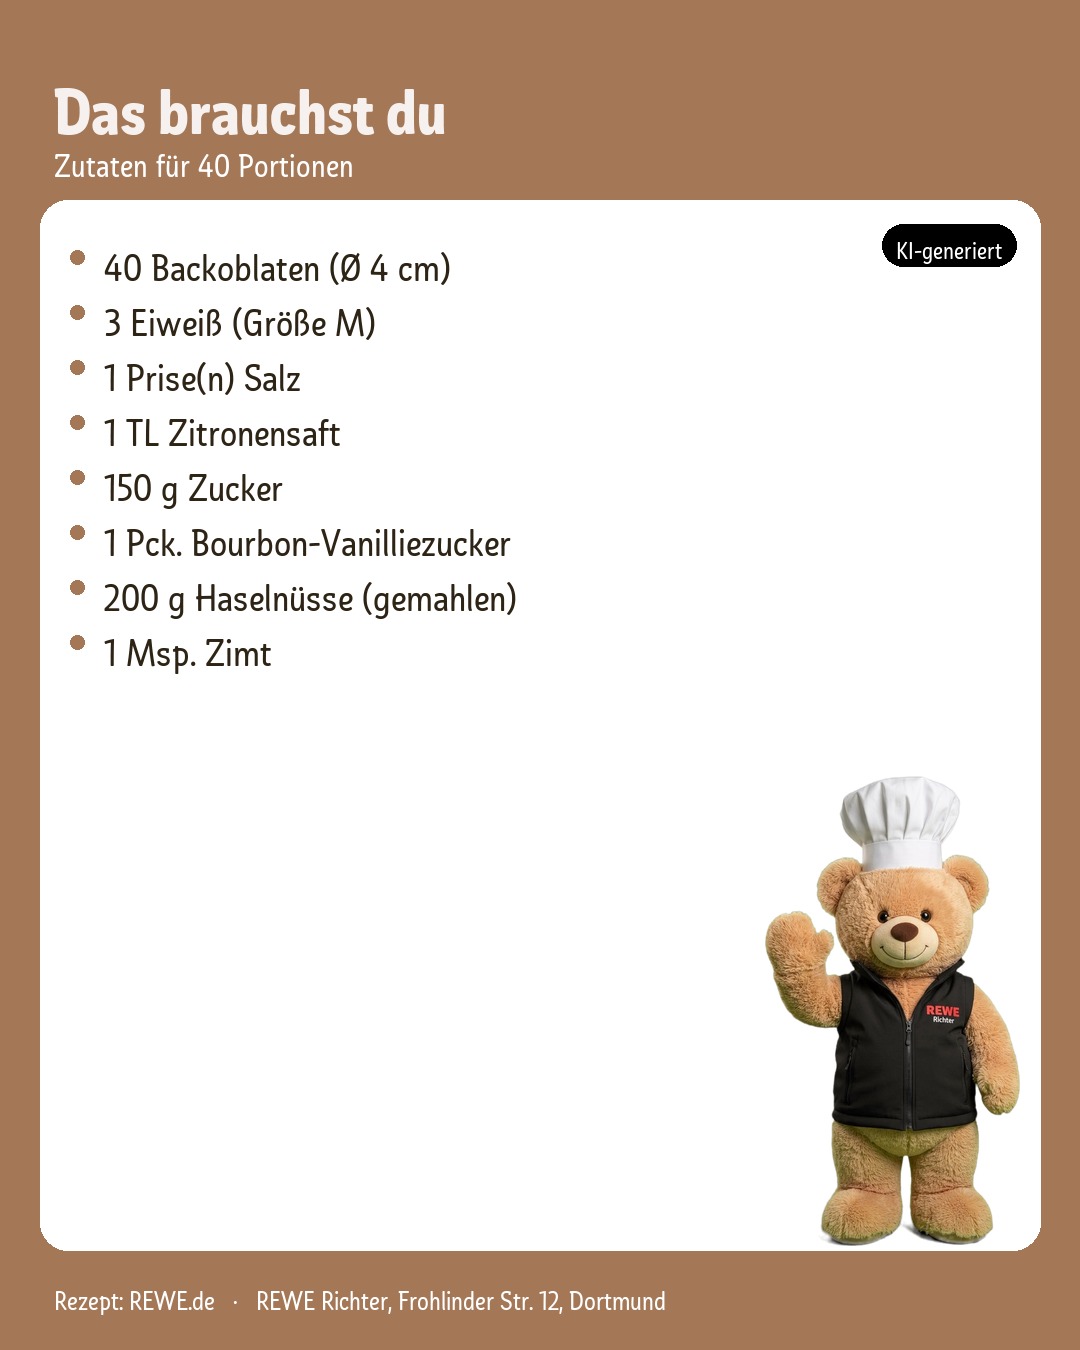 Das brauchst du
Zutaten für 40 Portionen
KI-generiert
40 Backoblaten (Ø 4 cm)
3 Eiweiß (Größe M)
1 Prise(n) Salz
1 TL Zitronensaft
150 g Zucker
1 Pck. Bourbon-Vanilliezucker
200 g Haselnüsse (gemahlen)
1 Msp. Zimt
REWE
Richter
Rezept: REWE.de · REWE Richter, Frohlinder Str. 12, Dortmund